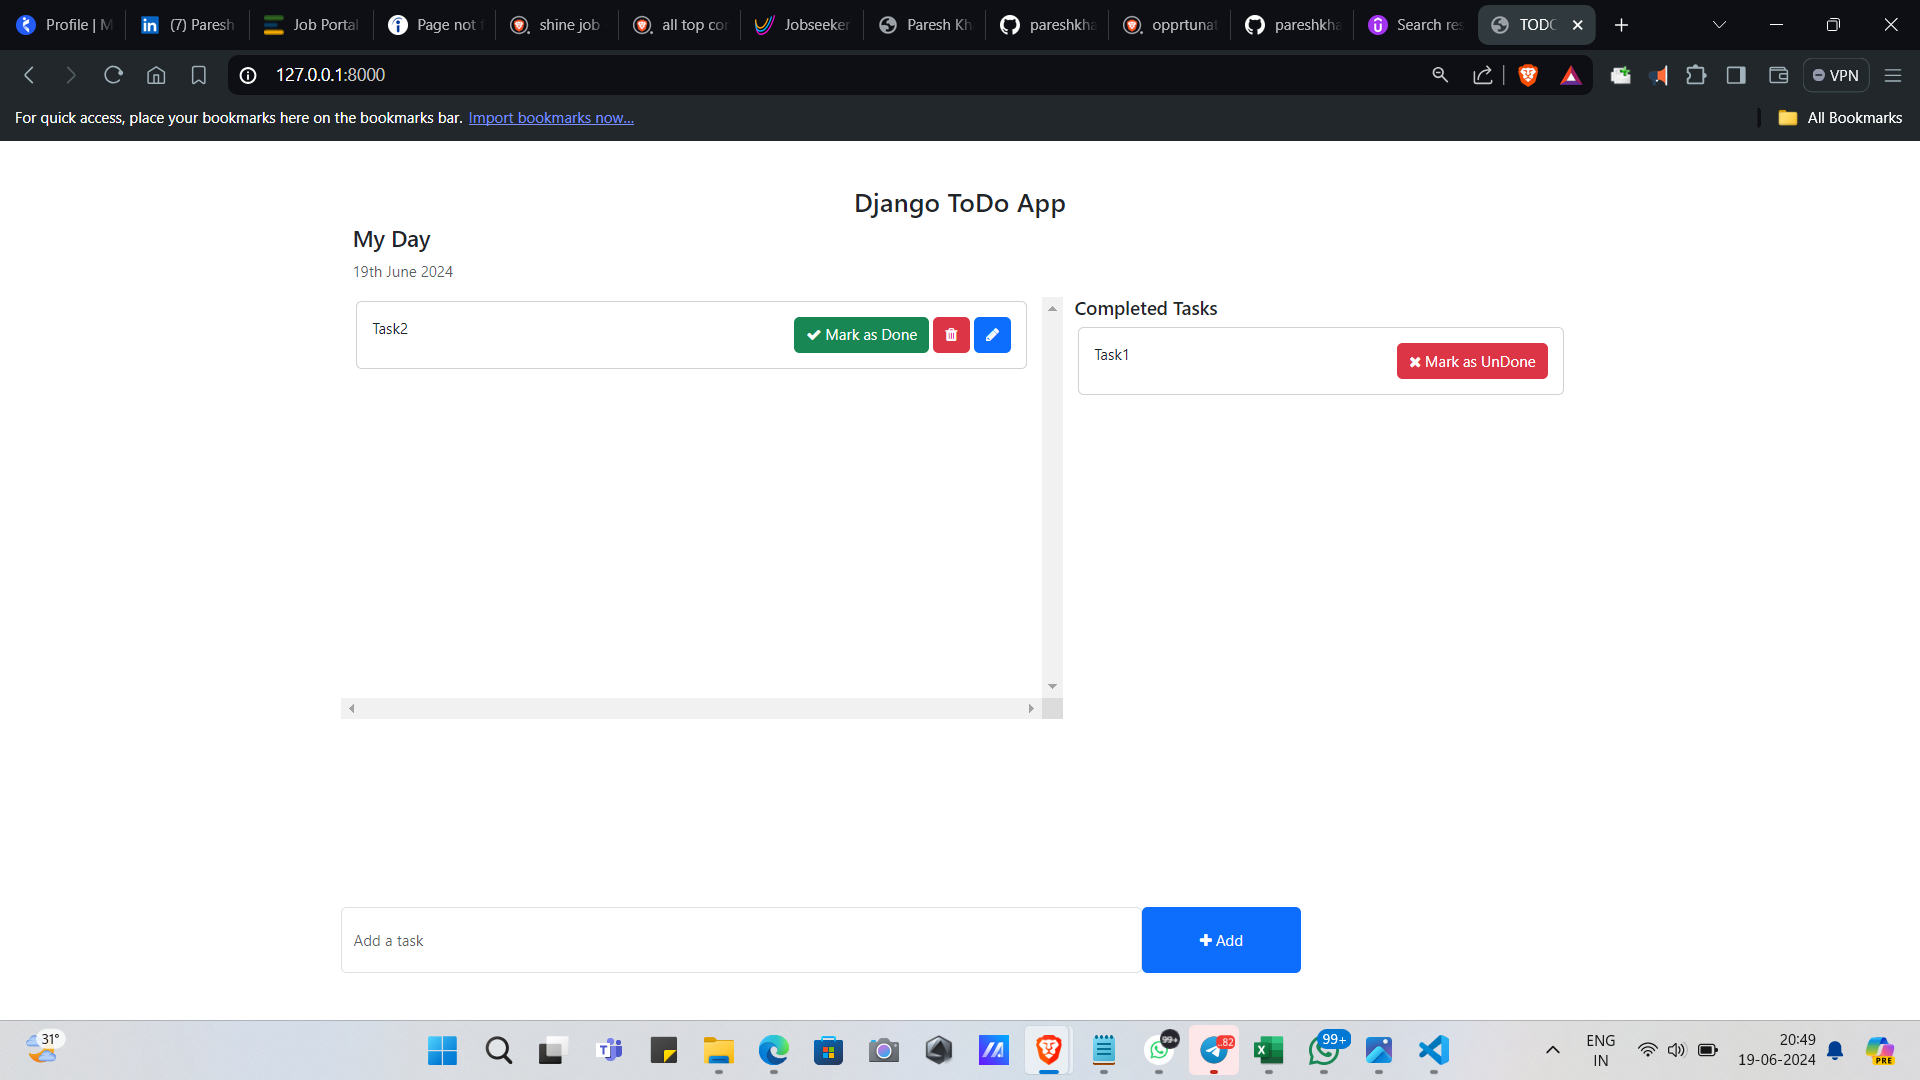 Profile | M
(7) Paresh
Job Portal
Page not f
shine job
all top cor
Jobseeker
Paresh Kh
pareshkha
opprtunat
pareshkha
Search res
TODO
127.0.0.1:8000
VPN
For quick access, place your bookmarks here on the bookmarks bar. Import bookmarks now...
All Bookmarks
Django ToDo App
My Day
19th June 2024
Task2
Mark as Done
Completed Tasks
Task1
Mark as UnDone
Add a task
Add
31°
99+
..82
99+
ENG
IN
20:49
19-06-2024
PRE